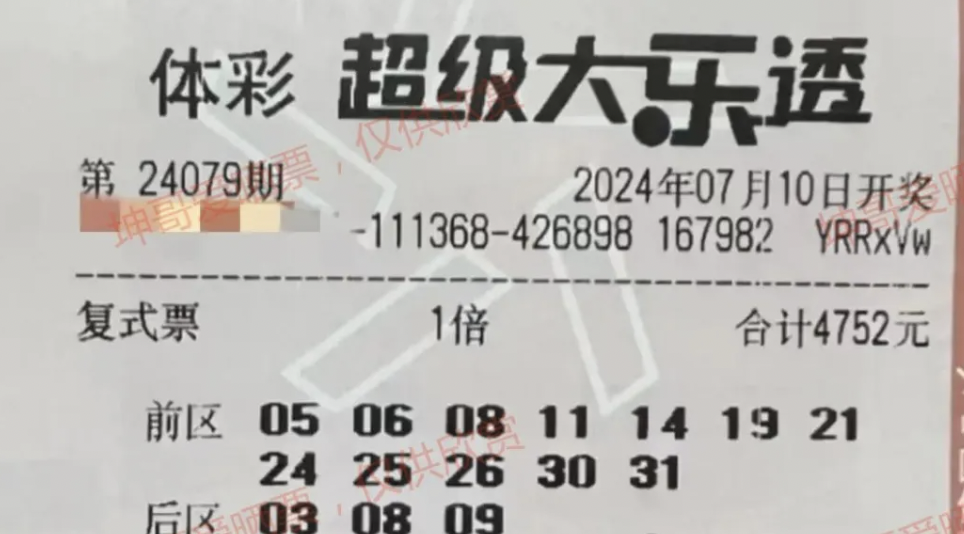 体彩 超级大乐透
第 24079期 2024年07月10日开奖
-111368-426898 167982 YRRxVw
复式票 1倍 合计4752元
前区 05 06 08 11 14 19 21
24 25 26 30 31
后区 03 08 09
坤哥爱晒票，仅供欣赏